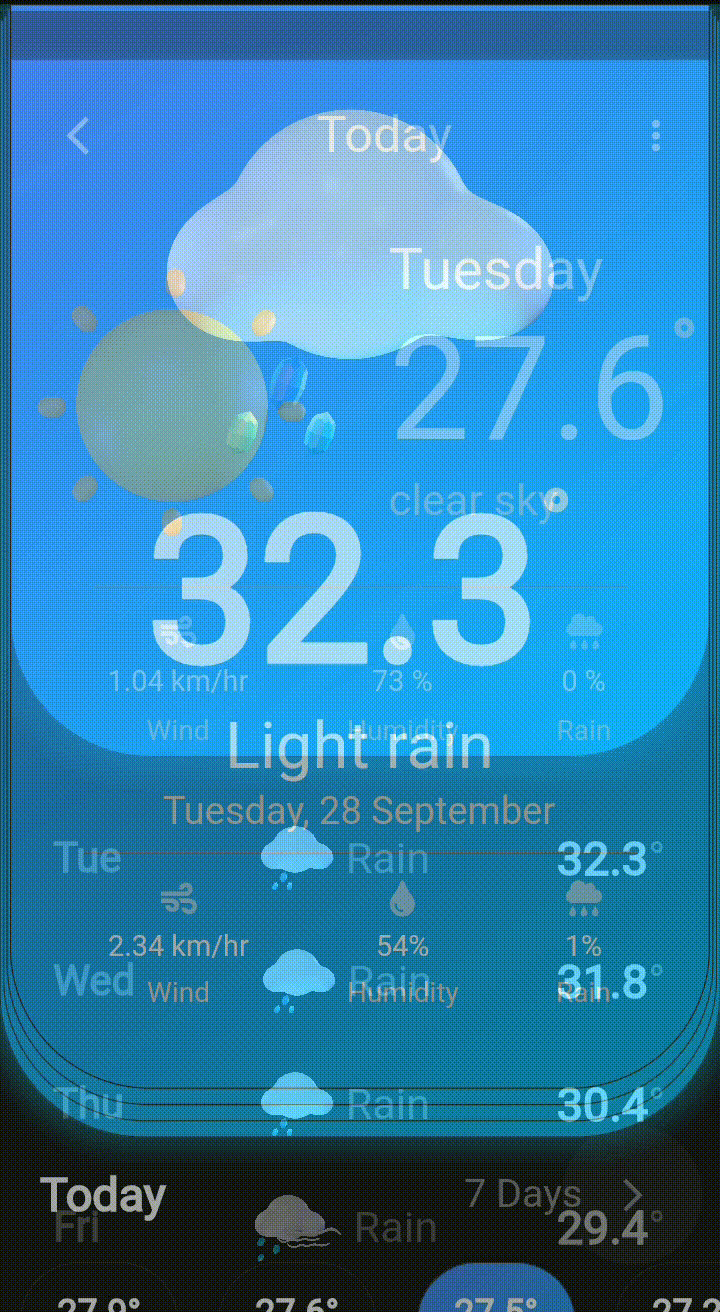 Today
Tuesday
27.6°
clear sky
32.3°
1.04 km/hr 73 % 0 %
Wind Humidity Rain
Light rain
Tuesday, 28 September
Tue Rain 32.3°
2.34 km/hr 54% 1%
Wed Rain 31.8°
Wind Humidity Rain
Thu Rain 30.4°
Today 7 Days
Fri Rain 29.4°
27.9° 27.6° 27.5°